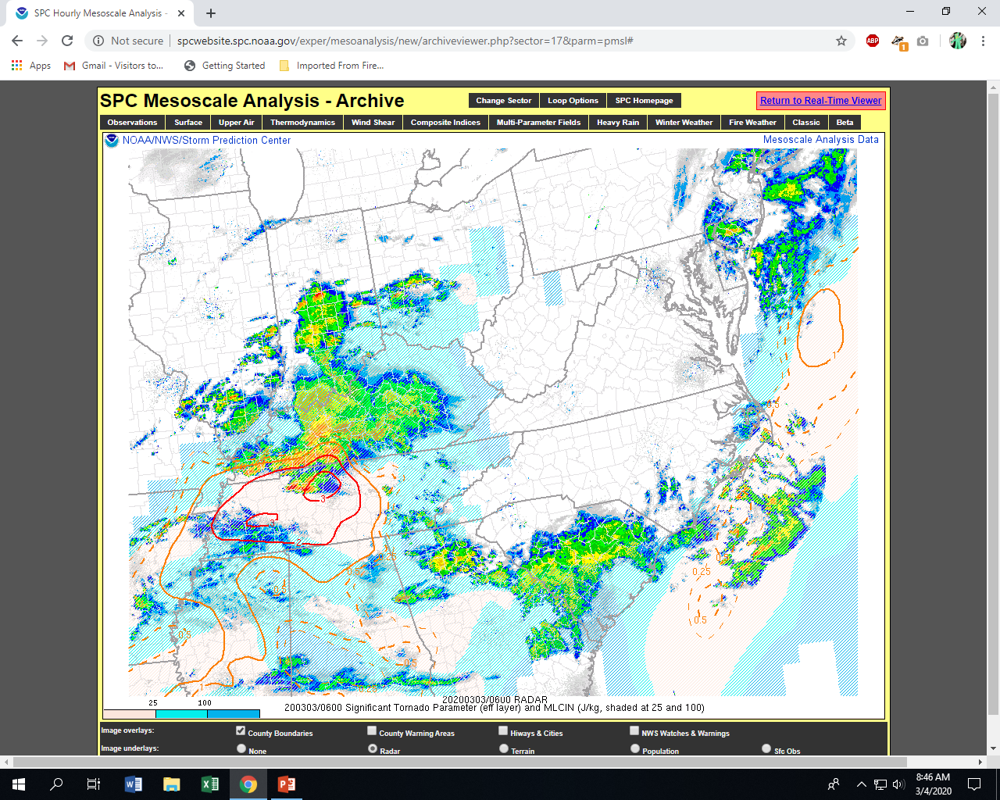 SPC Hourly Mesoscale Analysis -
Not secure
spcwebsite.spc.noaa.gov/exper/mesoanalysis/new/archiveviewer.php?sector=17&parm=pmsl#
ABP
1
Apps
Gmail - Visitors to...
Getting Started
Imported From Fire...
SPC Mesoscale Analysis - Archive
Change Sector
Loop Options
SPC Homepage
Return to Real-Time Viewer
Observations
Surface
Upper Air
Thermodynamics
Wind Shear
Composite Indices
Multi-Parameter Fields
Heavy Rain
Winter Weather
Fire Weather
Classic
Beta
NOAA/NWS/Storm Prediction Center
Mesoscale Analysis Data
1
0.5
3
3
2
0.5
0.25
0.5
0.5
0.5
1
0.25
20200303/0600 RADAR
25
100
200303/0600 Significant Tornado Parameter (eff layer) and MLCIN (J/kg, shaded at 25 and 100)
Image overlays:
County Boundaries
County Warning Areas
Hiways & Cities
NWS Watches & Warnings
Image underlays:
None
Radar
Terrain
Population
Sfc Obs
8:46 AM
3/4/2020